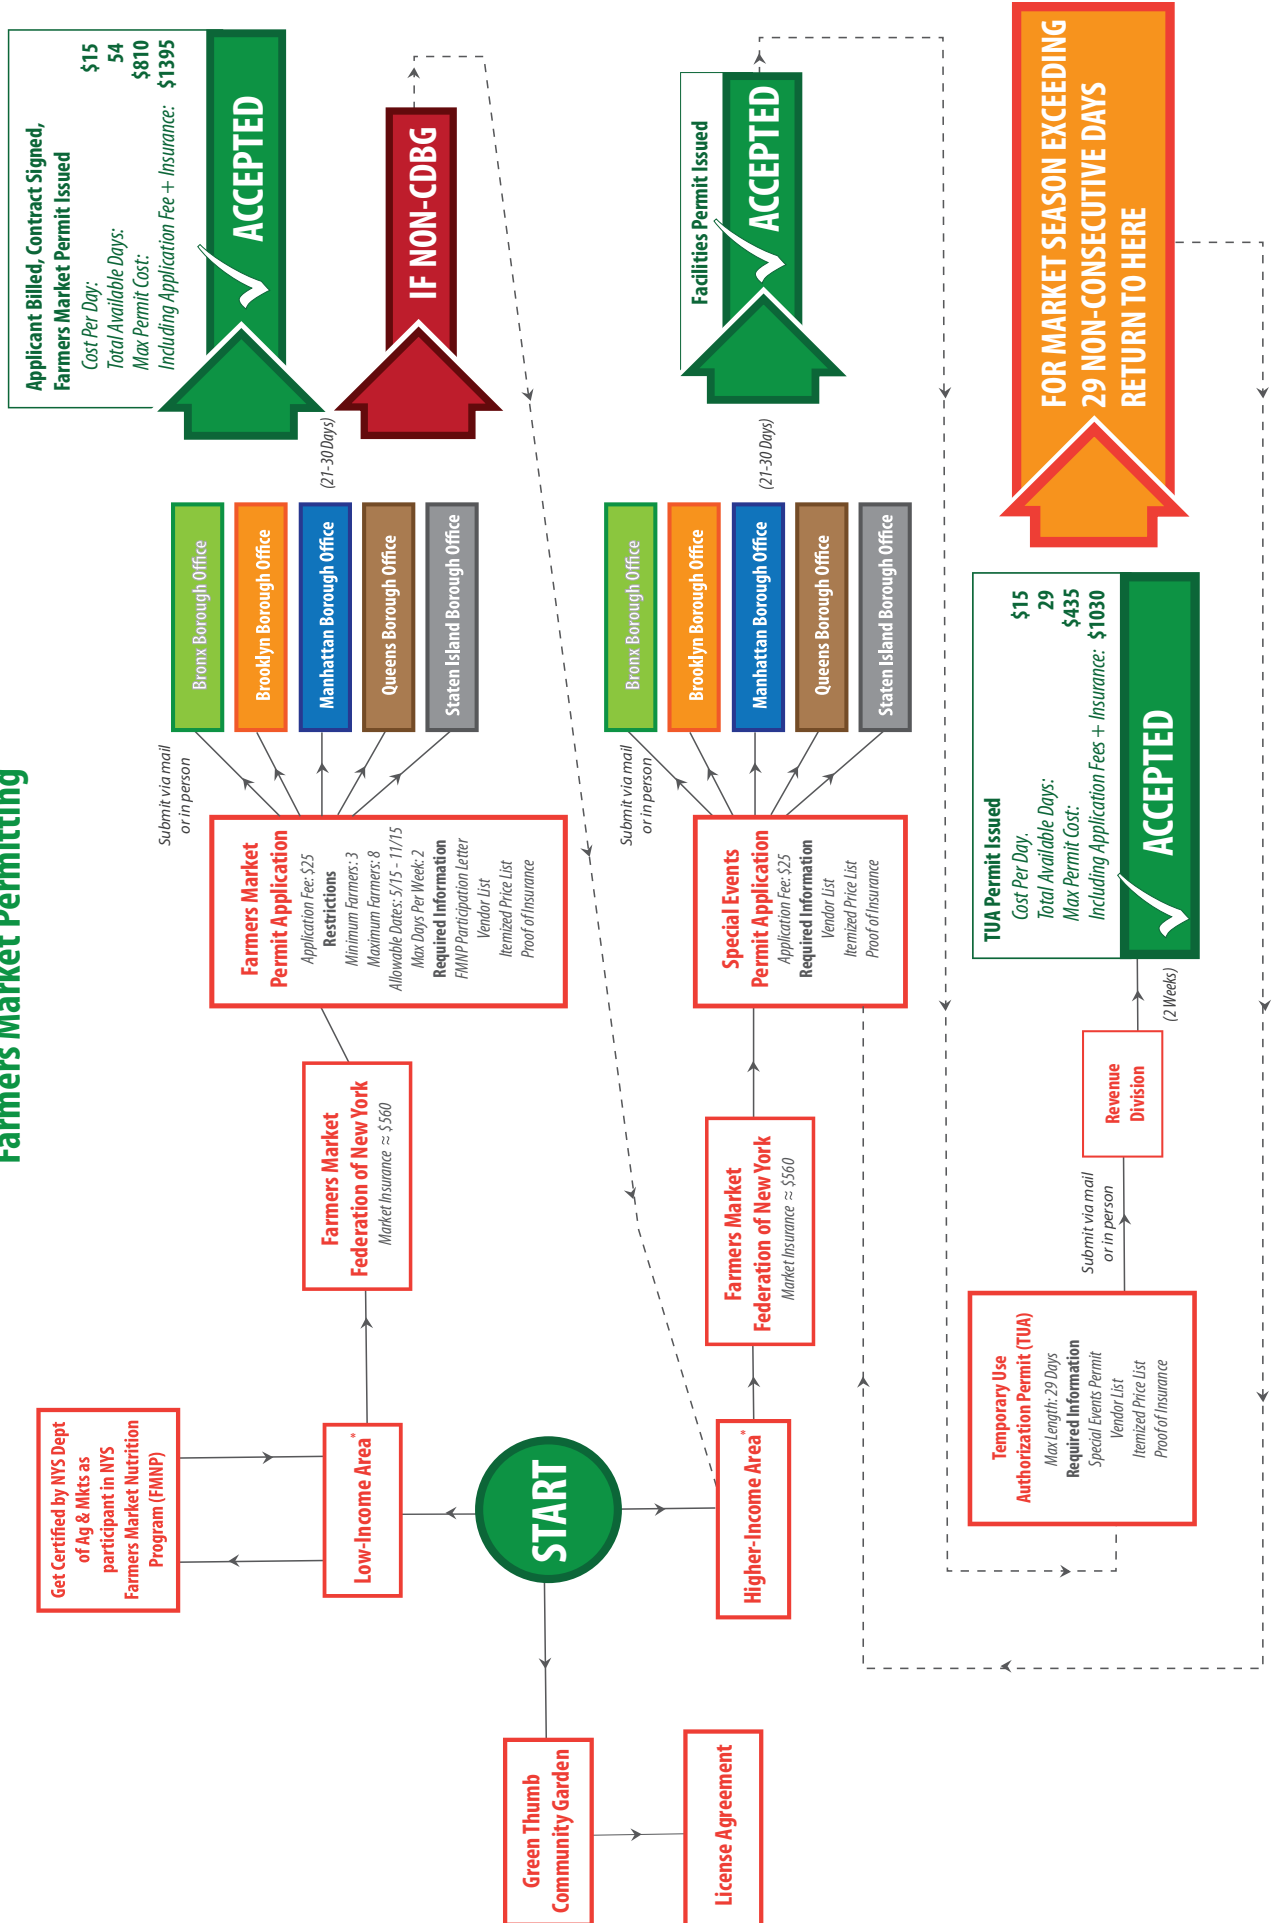 Farmers Market Permitting
Get Certified by NYS Dept
of Ag & Mkts as
participant in NYS
Farmers Market Nutrition
Program (FMNP)
Low-Income Area*
START
Higher-Income Area*
Green Thumb
Community Garden
License Agreement
Farmers Market
Federation of New York
Market Insurance ≈ $560
Farmers Market
Permit Application
Application Fee: $25
Restrictions
Minimum Farmers: 3
Maximum Farmers: 8
Allowable Dates: 5/15 - 11/15
Max Days Per Week: 2
Required Information
FMNP Participation Letter
Vendor List
Itemized Price List
Proof of Insurance
Submit via mail
or in person
Bronx Borough Office
Brooklyn Borough Office
Manhattan Borough Office
Queens Borough Office
Staten Island Borough Office
(21-30 Days)
Applicant Billed, Contract Signed,
Farmers Market Permit Issued
Cost Per Day: $15
Total Available Days: 54
Max Permit Cost: $810
Including Application Fee + Insurance: $1395
ACCEPTED
IF NON-CDBG
Farmers Market
Federation of New York
Market Insurance ≈ $560
Special Events
Permit Application
Application Fee: $25
Required Information
Vendor List
Itemized Price List
Proof of Insurance
Submit via mail
or in person
Bronx Borough Office
Brooklyn Borough Office
Manhattan Borough Office
Queens Borough Office
Staten Island Borough Office
(21-30 Days)
Facilities Permit Issued
ACCEPTED
Temporary Use
Authorization Permit (TUA)
Max Length: 29 Days
Required Information
Special Events Permit
Vendor List
Itemized Price List
Proof of Insurance
Submit via mail
or in person
Revenue
Division
(2 Weeks)
TUA Permit Issued
Cost Per Day. $15
Total Available Days: 29
Max Permit Cost: $435
Including Application Fees + Insurance: $1030
ACCEPTED
FOR MARKET SEASON EXCEEDING
29 NON-CONSECUTIVE DAYS
RETURN TO HERE